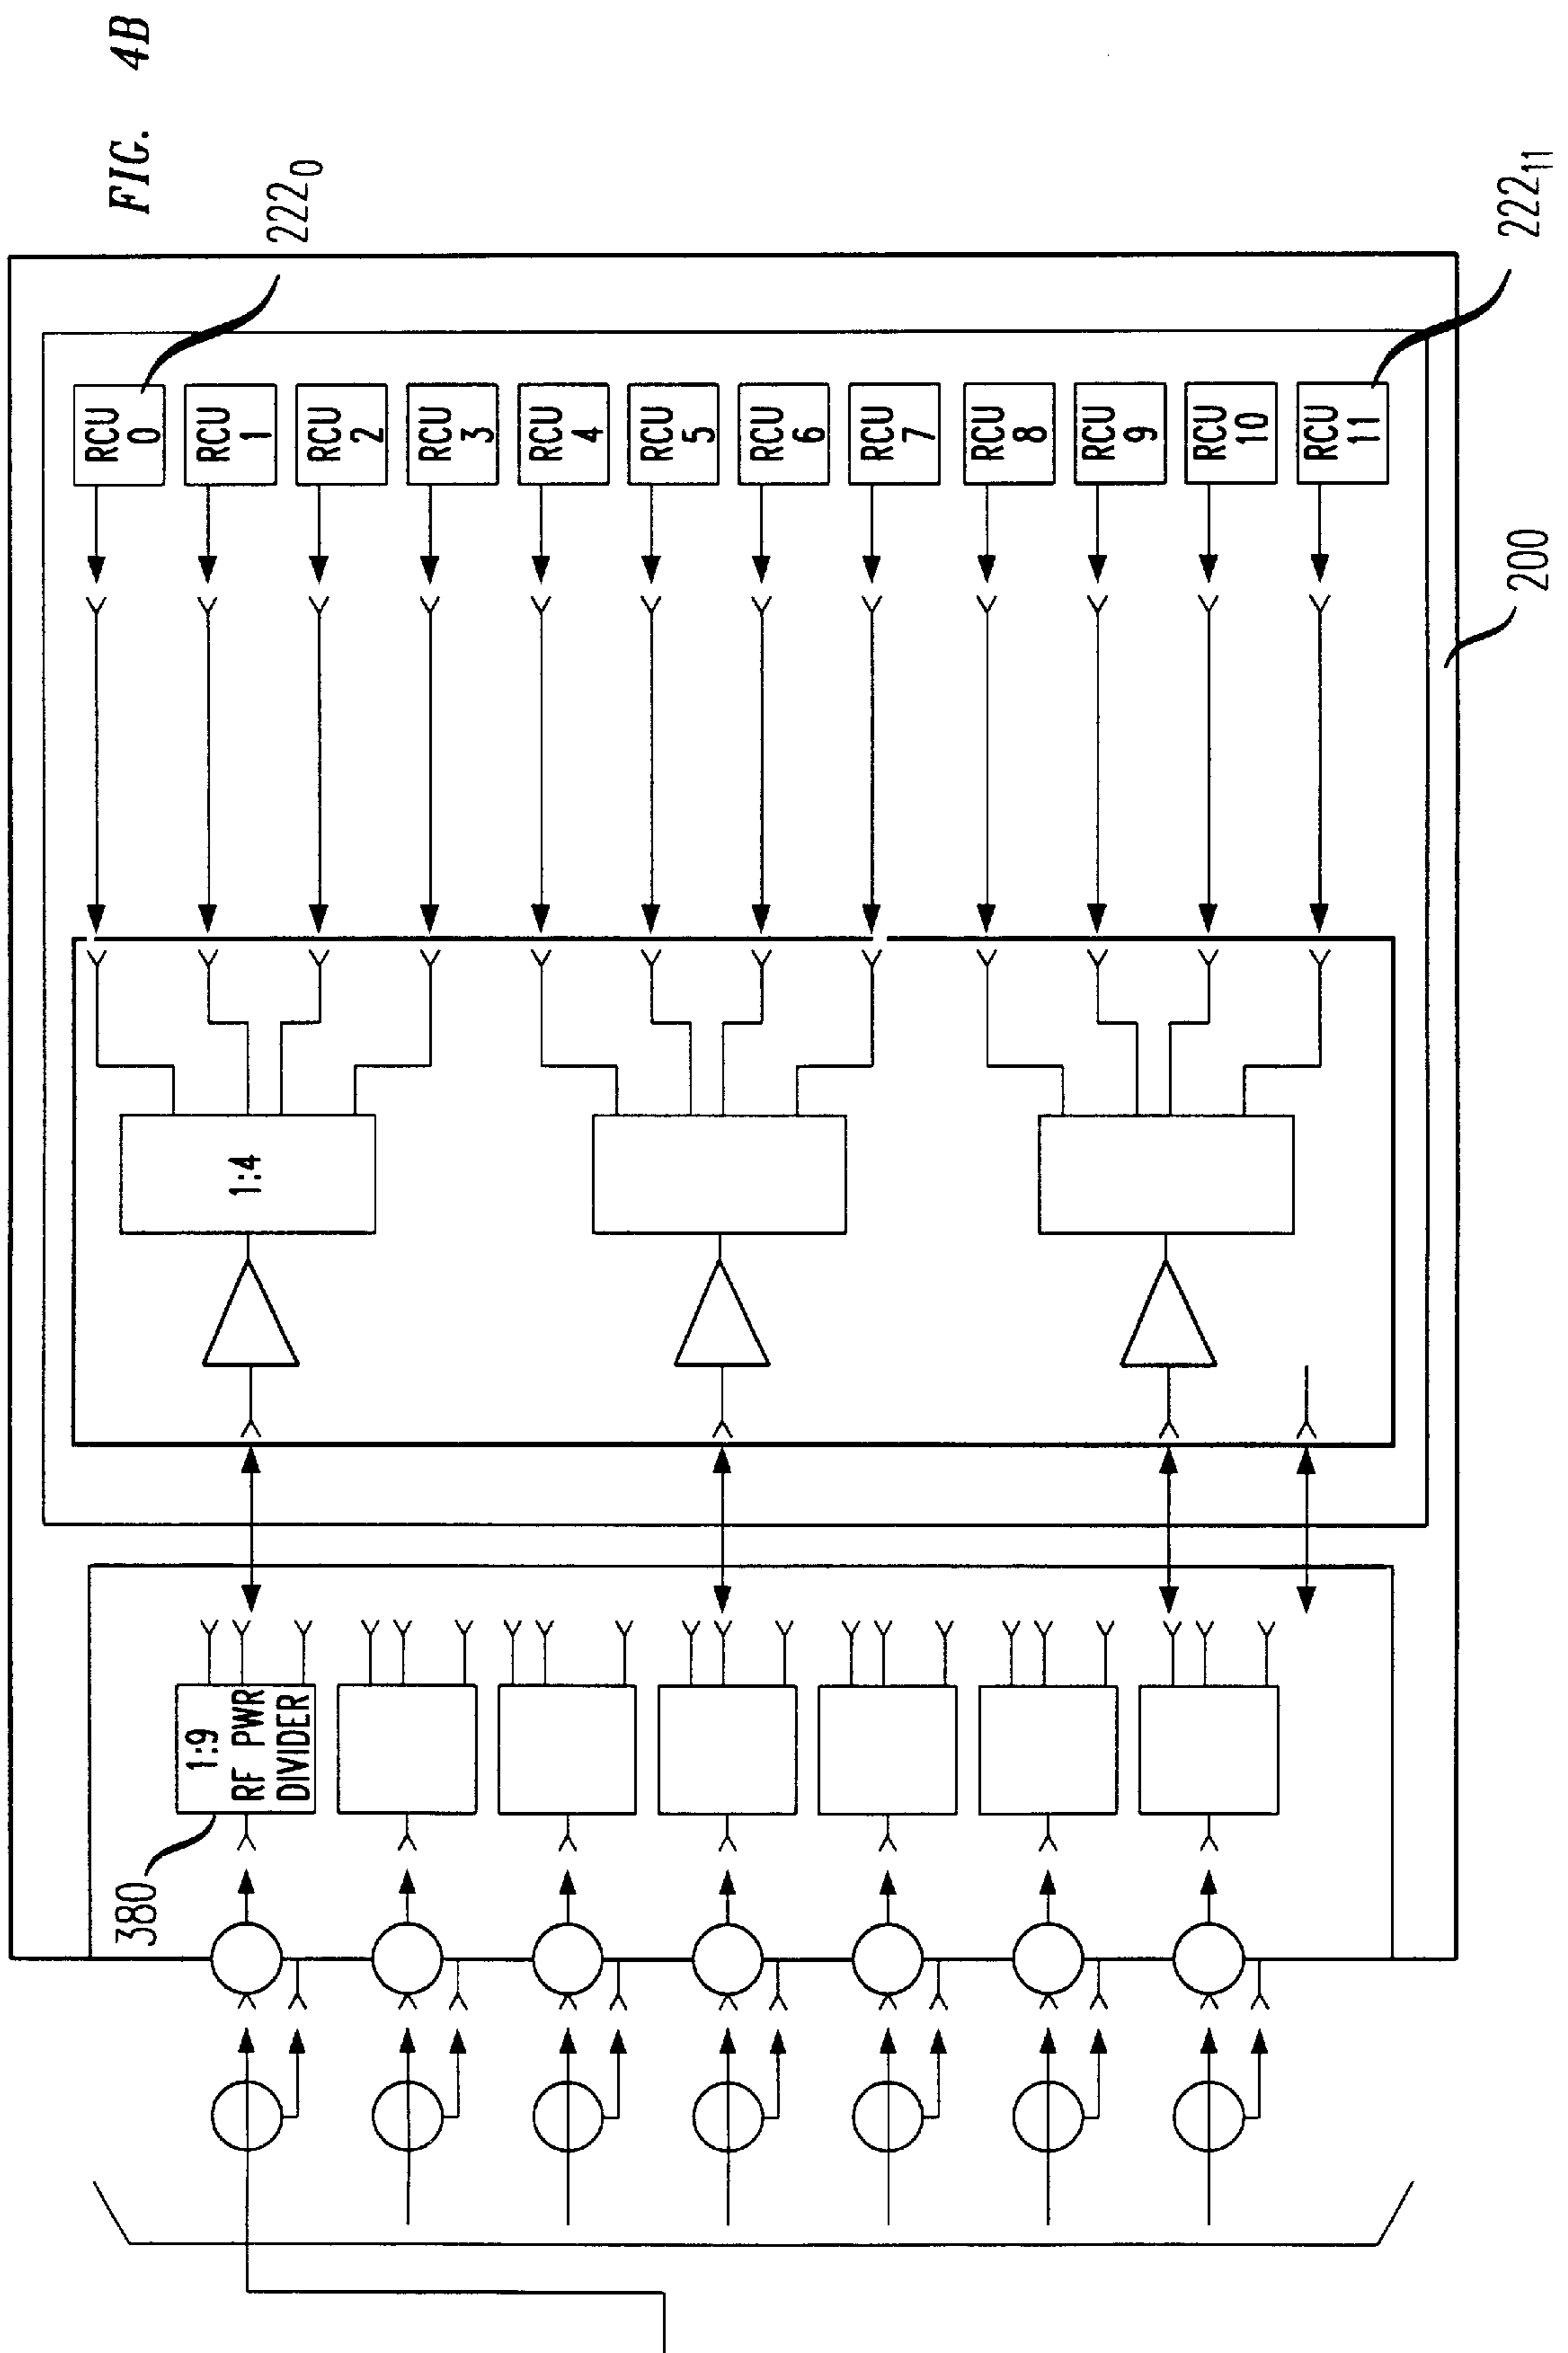 FIG. 4B
222₀
RCU
0
RCU
1
RCU
2
RCU
3
RCU
4
RCU
5
RCU
6
RCU
7
RCU
8
RCU
9
RCU
10
RCU
11
222₁₁
200
1:4
1:9
RF PWR
DIVIDER
380